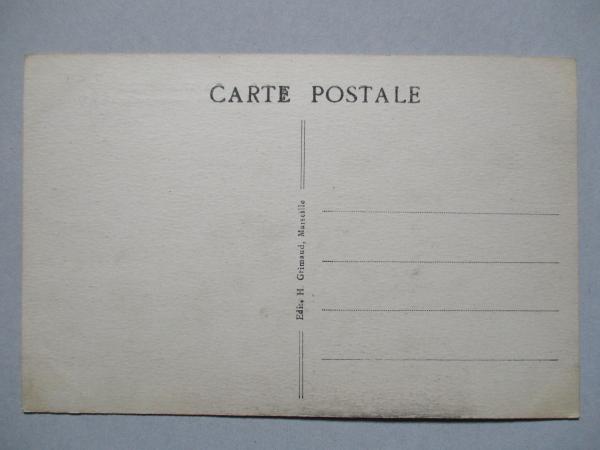 CARTE POSTALE
Edit. H. Grimaud, Marseille